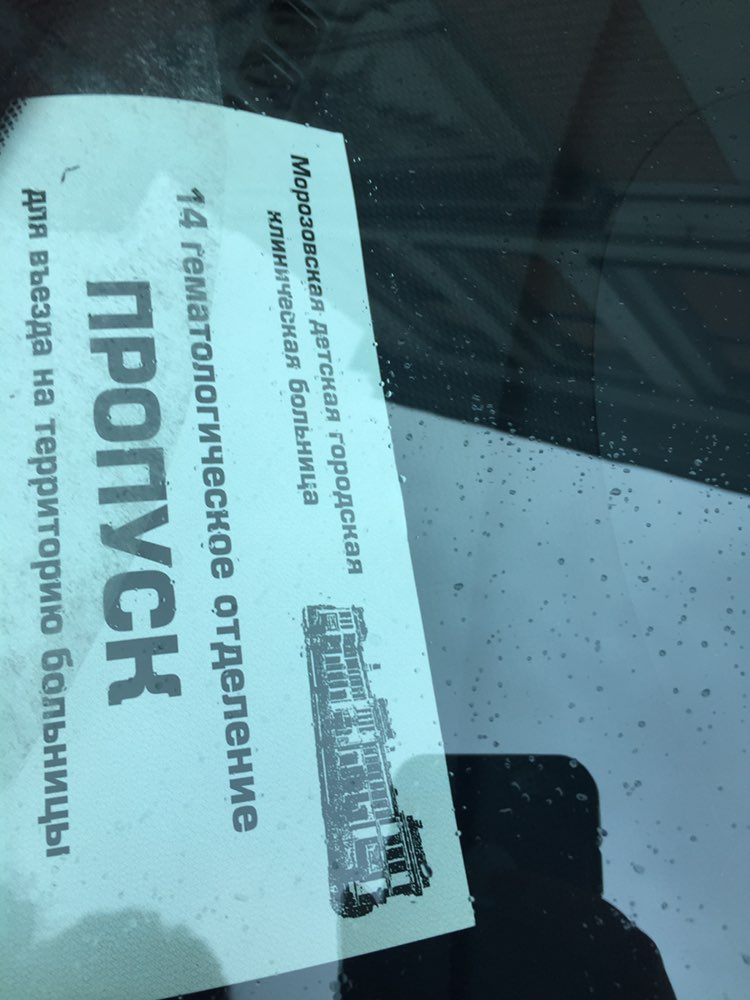 Морозовская детская городская
клиническая больница
14 гематологическое отделение
ПРОПУСК
для въезда на территорию больницы